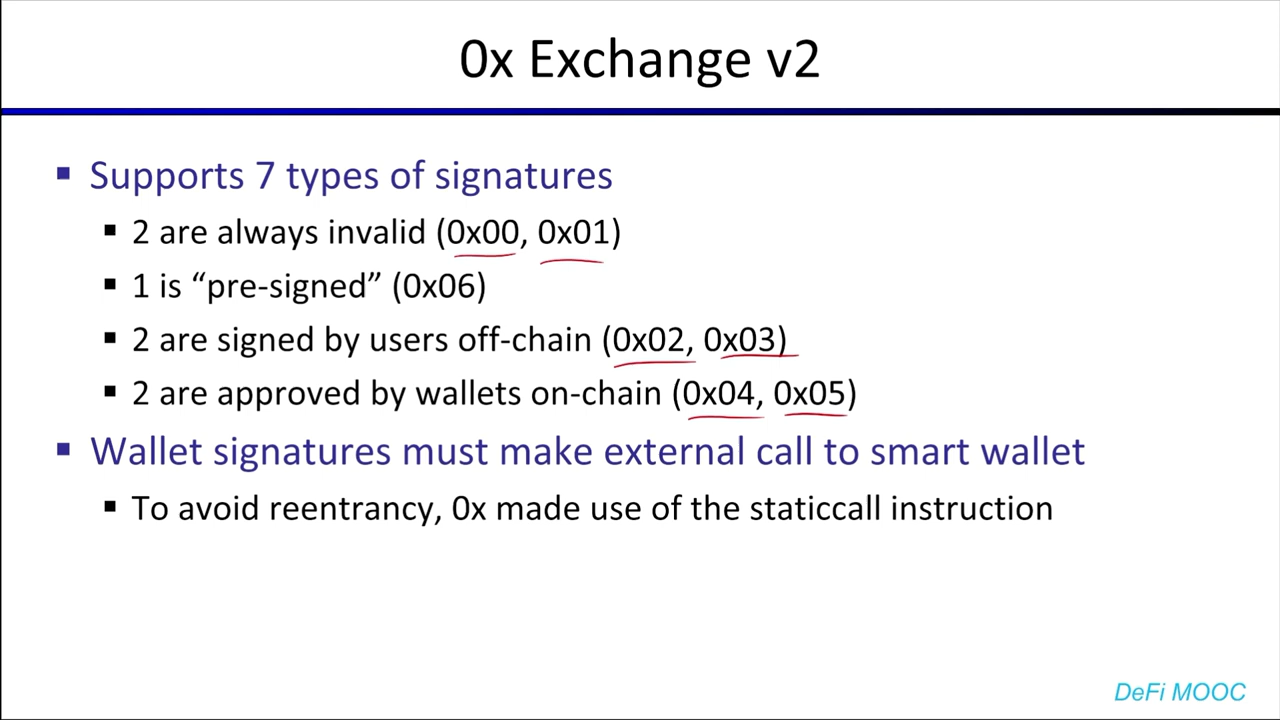 0x Exchange v2
▪ Supports 7 types of signatures
▪ 2 are always invalid (0x00, 0x01)
▪ 1 is “pre-signed” (0x06)
▪ 2 are signed by users off-chain (0x02, 0x03)
▪ 2 are approved by wallets on-chain (0x04, 0x05)
▪ Wallet signatures must make external call to smart wallet
▪ To avoid reentrancy, 0x made use of the staticcall instruction
DeFi MOOC